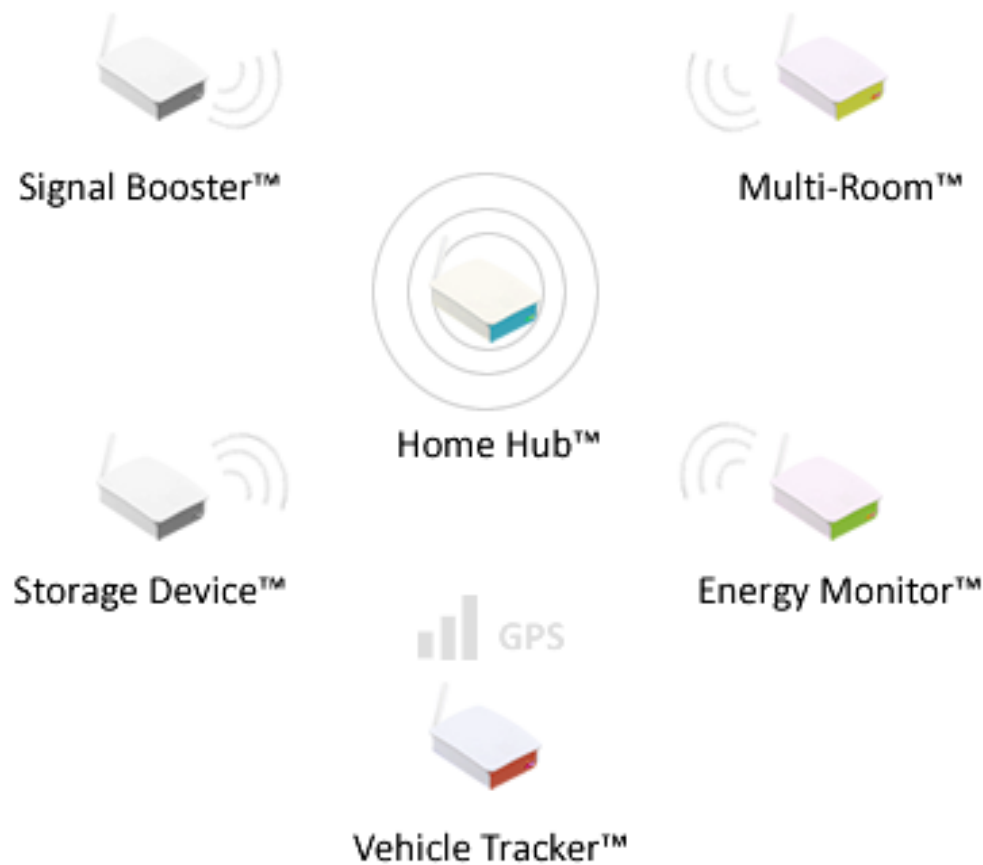 Signal Booster™
Multi-Room™
Home Hub™
Storage Device™
Energy Monitor™
GPS
Vehicle Tracker™